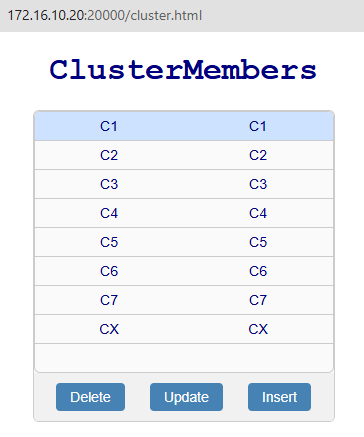 172.16.10.20:20000/cluster.html
ClusterMembers
C1 C1
C2 C2
C3 C3
C4 C4
C5 C5
C6 C6
C7 C7
CX CX
Delete Update Insert